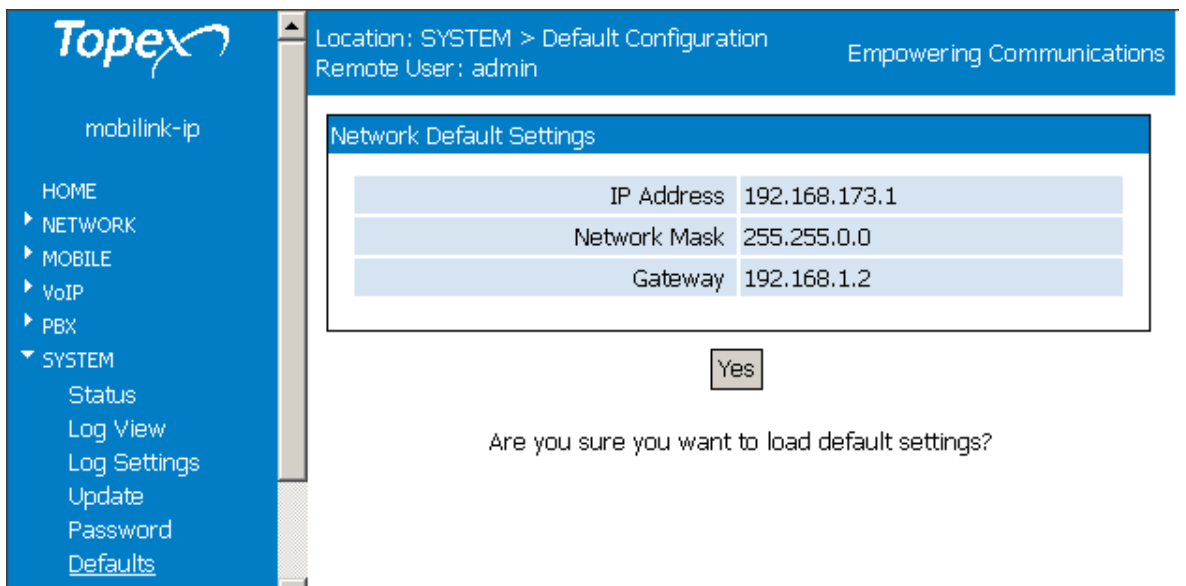 Topex
mobilink-ip
HOME
NETWORK
MOBILE
VoIP
PBX
SYSTEM
Status
Log View
Log Settings
Update
Password
Defaults
Location: SYSTEM > Default Configuration
Remote User: admin
Empowering Communications
Network Default Settings
IP Address 192.168.173.1
Network Mask 255.255.0.0
Gateway 192.168.1.2
Yes
Are you sure you want to load default settings?